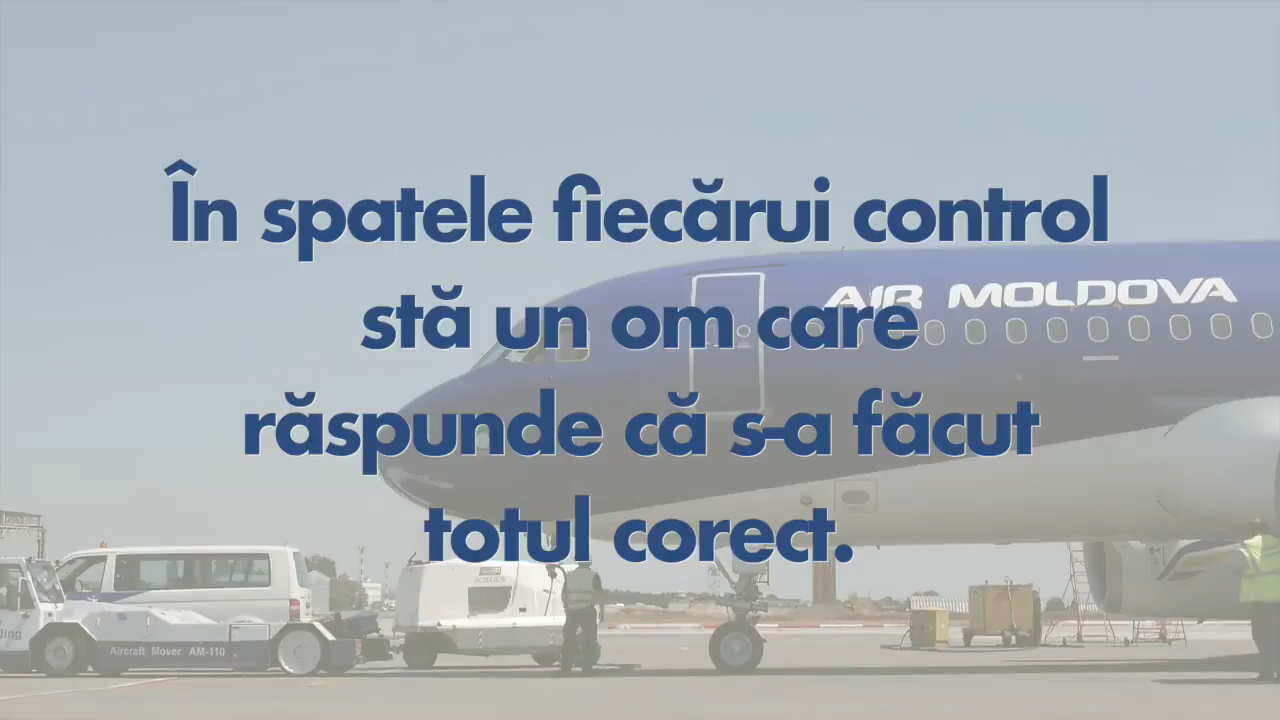 În spatele fiecărui control
AIR MOLDOVA
stă un om care
răspunde că s-a făcut
totul corect.
Aircraft Mover AM-110